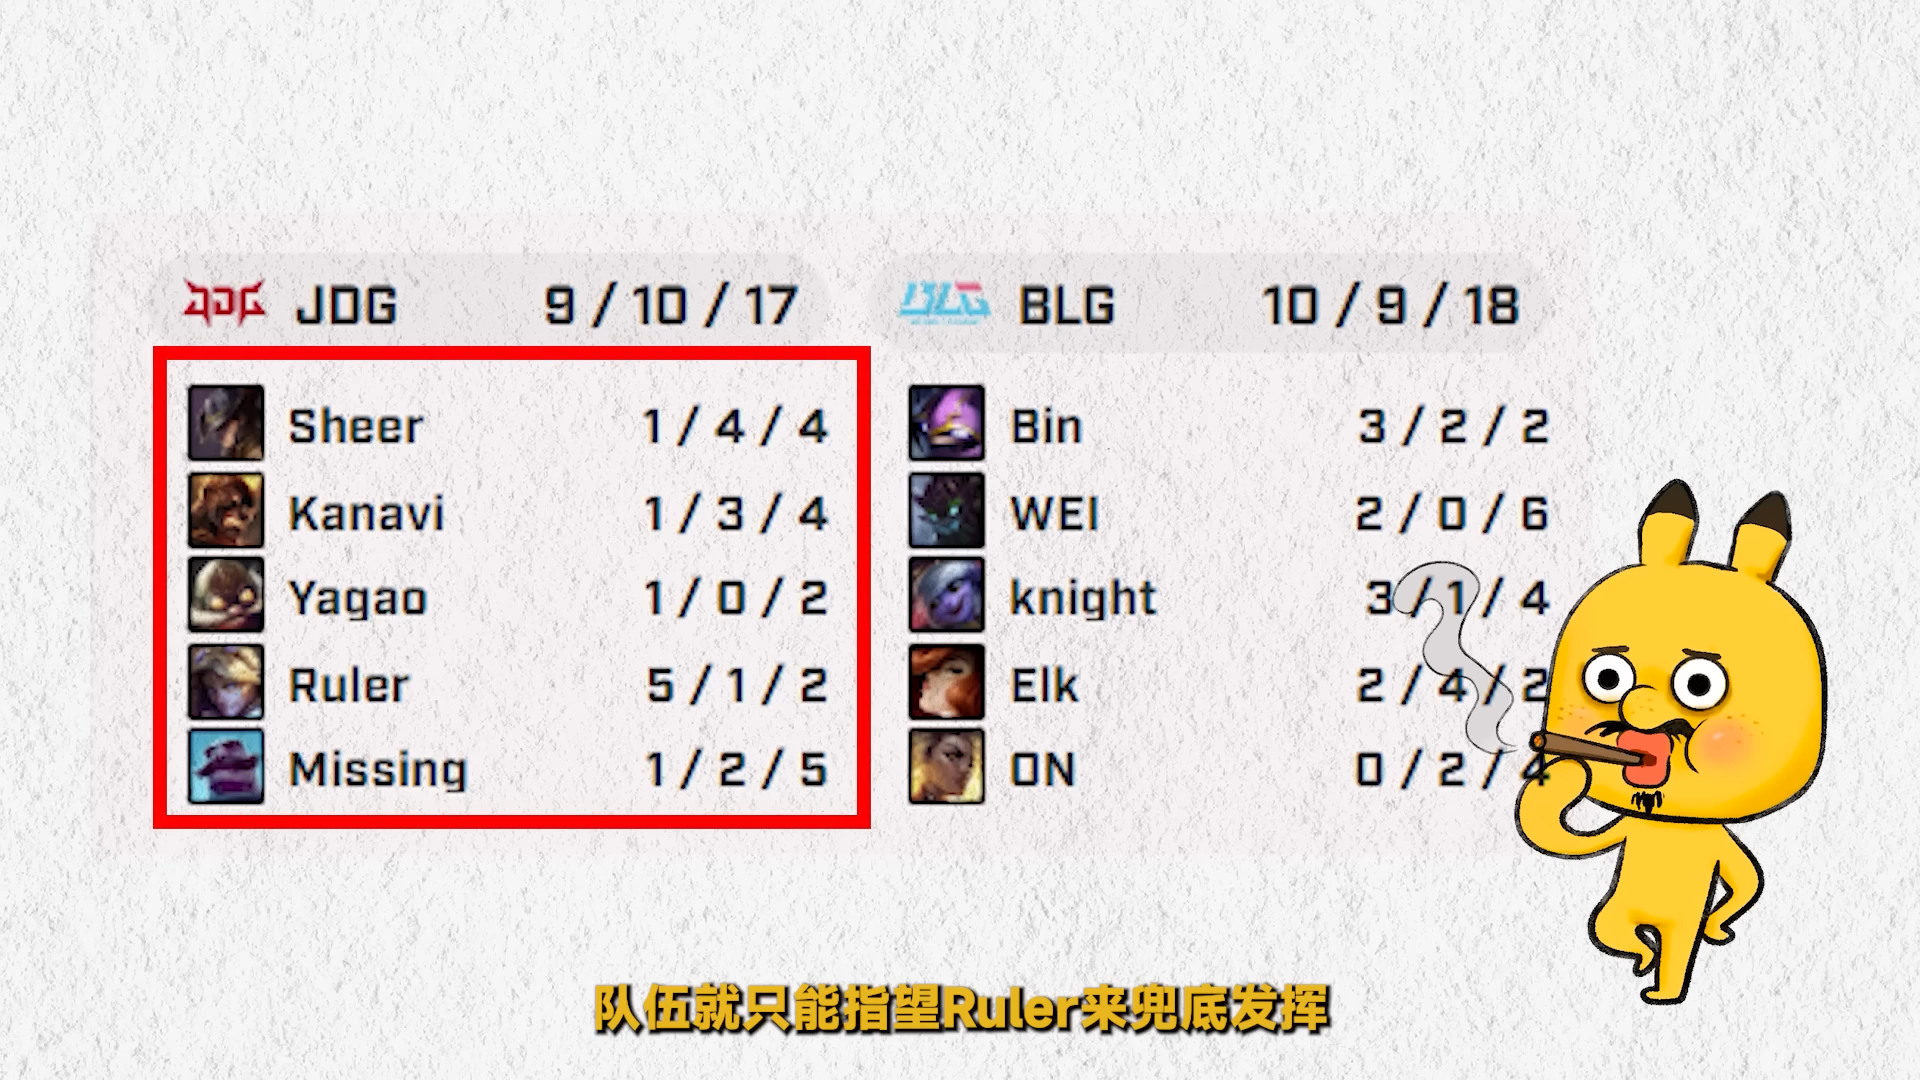 JDG JDG 9 / 10 / 17
Sheer 1 / 4 / 4
Kanavi 1 / 3 / 4
Yagao 1 / 0 / 2
Ruler 5 / 1 / 2
Missing 1 / 2 / 5
BLG BLG 10 / 9 / 18
Bin 3 / 2 / 2
WEI 2 / 0 / 6
knight 3 / 1 / 4
Elk 2 / 4 / 2
ON 0 / 2 / 4
队伍就只能指望Ruler来兜底发挥